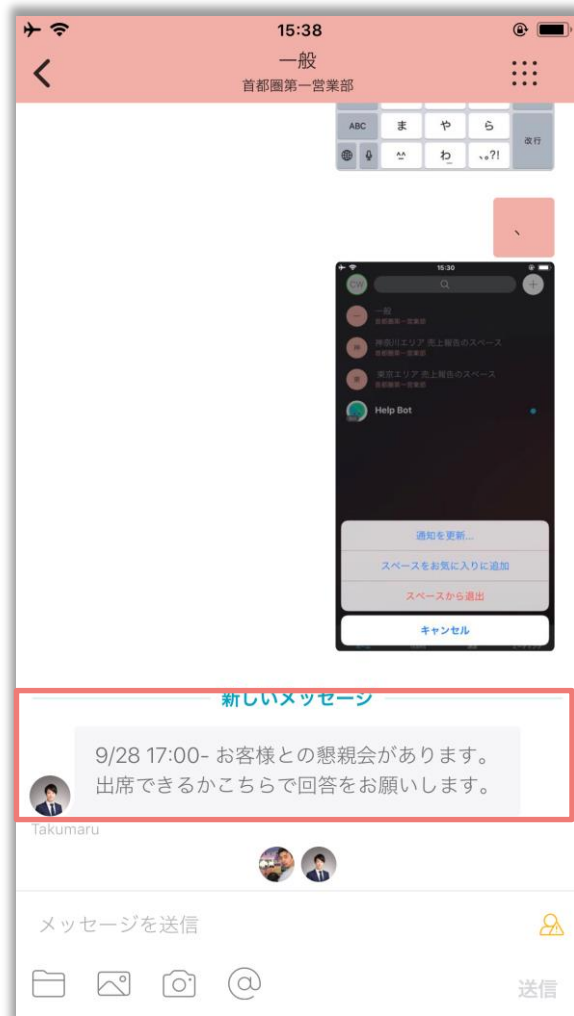 15:38
一般
首都圏第一営業部
ABC
ま
や
ら
改行
^^
わ
、。?!
、
15:30
CW
一
一般
首都圏第一営業部
神
神奈川エリア 売上報告のスペース
首都圏第一営業部
東
東京エリア 売上報告のスペース
首都圏第一営業部
Help Bot
通知を更新...
スペースをお気に入りに追加
スペースから退出
キャンセル
新しいメッセージ
9/28 17:00- お客様との懇親会があります。
出席できるかこちらで回答をお願いします。
Takumaru
メッセージを送信
送信